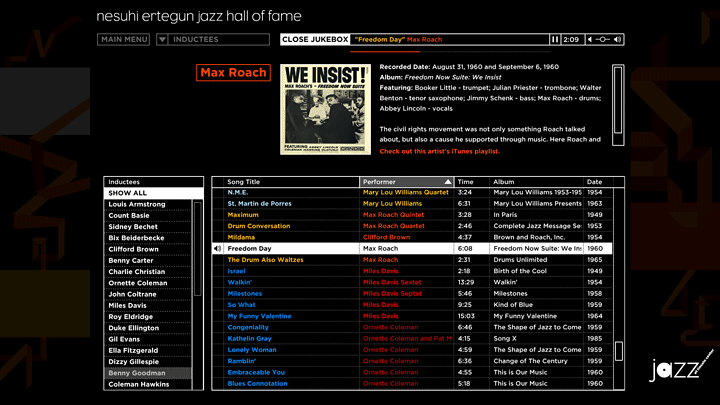 nesuhi ertegun jazz hall of fame
MAIN MENU INDUCTEES CLOSE JUKEBOX "Freedom Day" Max Roach 2:09
Max Roach
WE INSIST!
MAX ROACH'S - FREEDOM NOW SUITE
FEATURING ABBEY LINCOLN
COLEMAN HAWKINS, OLATUNJI CANDID
Recorded Date: August 31, 1960 and September 6, 1960
Album: Freedom Now Suite: We Insist
Featuring: Booker Little - trumpet; Julian Priester - trombone; Walter
Benton - tenor saxophone; Jimmy Schenk - bass; Max Roach - drums;
Abbey Lincoln - vocals
The civil rights movement was not only something Roach talked
about, but also a cause he supported through music. Here Roach and
Check out this artist's iTunes playlist.
Inductees
SHOW ALL
Louis Armstrong
Count Basie
Sidney Bechet
Bix Beiderbecke
Clifford Brown
Benny Carter
Charlie Christian
Ornette Coleman
John Coltrane
Miles Davis
Roy Eldridge
Duke Ellington
Gil Evans
Ella Fitzgerald
Dizzy Gillespie
Benny Goodman
Coleman Hawkins
Song Title Performer Time Album Date
N.M.E. Mary Lou Williams Quartet 3:24 Mary Lou Williams 1953-195 1954
St. Martin de Porres Mary Lou Williams 6:31 Mary Lou Williams Presents 1963
Maximum Max Roach Quintet 3:28 In Paris 1949
Drum Conversation Max Roach Quartet 2:46 Complete Jazz Message Se 1953
Mildama Clifford Brown 4:37 Brown and Roach, Inc. 1954
Freedom Day Max Roach 6:08 Freedom Now Suite: We Ins 1960
The Drum Also Waltzes Max Roach 2:31 Drums Unlimited 1965
Israel Miles Davis 2:18 Birth of the Cool 1949
Walkin' Miles Davis Sextet 13:29 Walkin' 1954
Milestones Miles Davis Septet 5:46 Milestones 1958
So What Miles Davis 9:25 Kind of Blue 1959
My Funny Valentine Miles Davis 15:03 My Funny Valentine 1964
Congeniality Ornette Coleman 6:46 The Shape of Jazz to Come 1959
Kathelin Gray Ornette Coleman and Pat M 4:15 Song X 1985
Lonely Woman Ornette Coleman 4:59 The Shape of Jazz to Come 1959
Ramblin' Ornette Coleman 6:36 Change of The Century 1959
Embraceable You Ornette Coleman 4:55 This is Our Music 1960
Blues Connotation Ornette Coleman 5:18 This is Our Music 1960
jazz